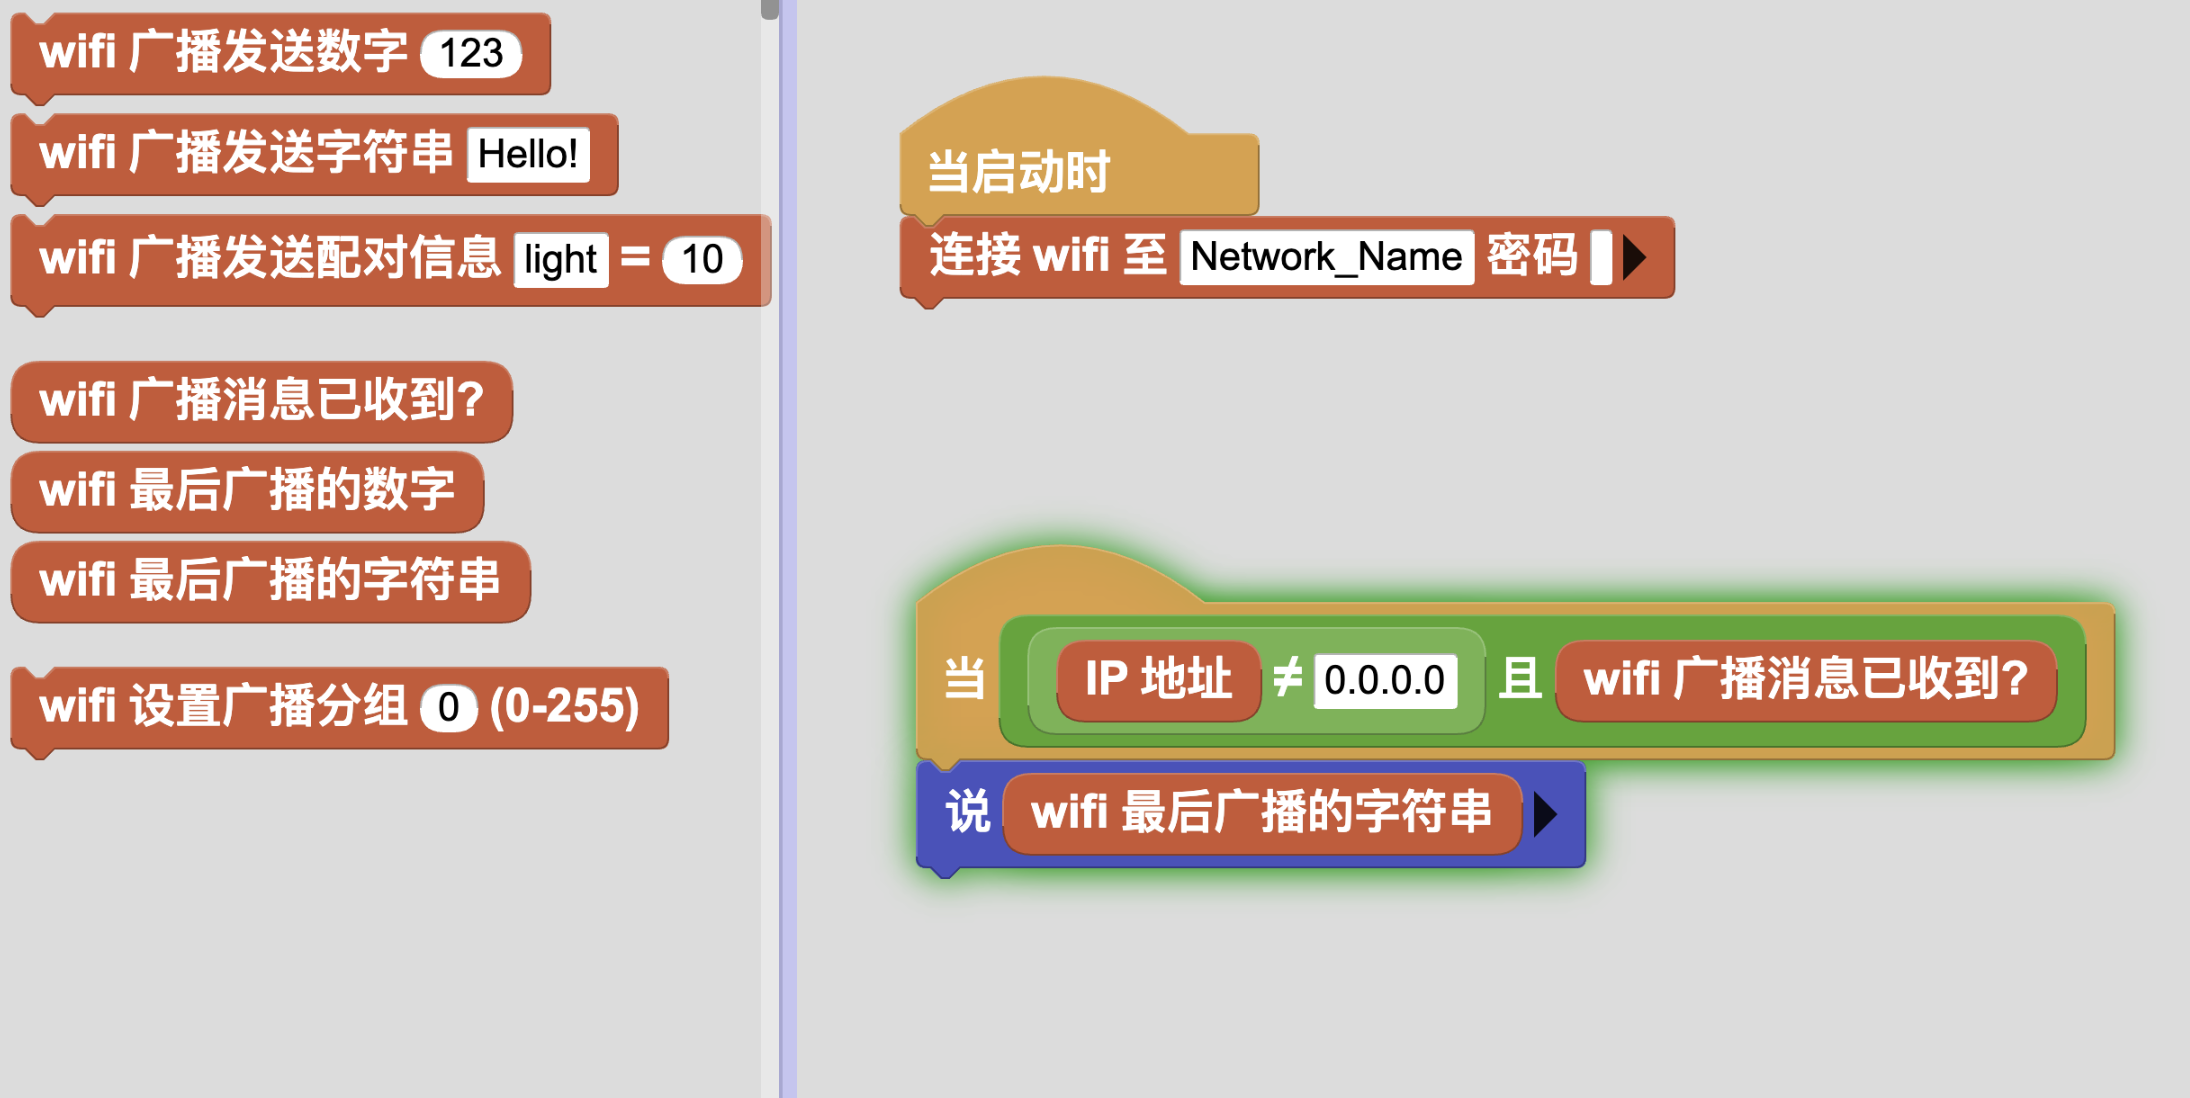 wifi 广播发送数字 123
wifi 广播发送字符串 Hello!
wifi 广播发送配对信息 light = 10
wifi 广播消息已收到?
wifi 最后广播的数字
wifi 最后广播的字符串
wifi 设置广播分组 0 (0-255)
当启动时
连接 wifi 至 Network_Name 密码
当 IP 地址 ≠ 0.0.0.0 且 wifi 广播消息已收到?
说 wifi 最后广播的字符串